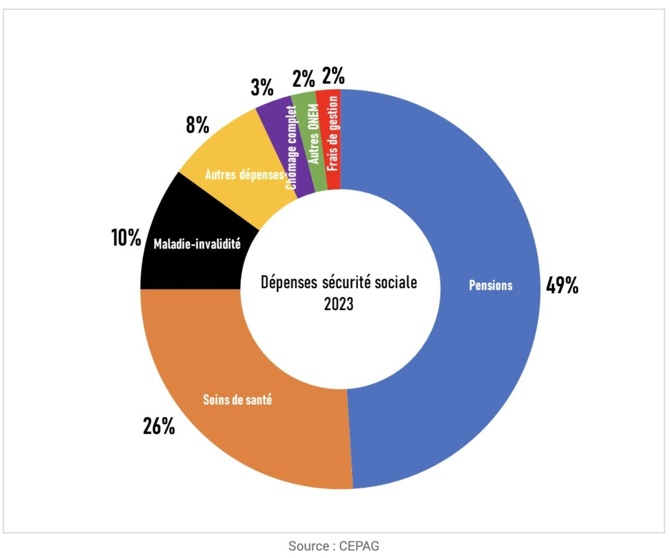 2% 2%
3%
8%
Chômage complet
Autres ONEM
Frais de gestion
Autres dépenses
10%
Maladie-invalidité
Dépenses sécurité sociale
2023
Pensions
49%
Soins de santé
26%
Source : CEPAG